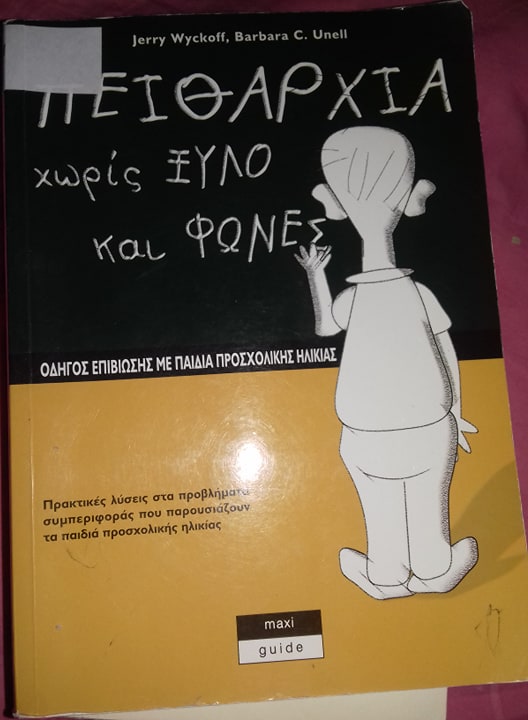 Jerry Wyckoff, Barbara C. Unell
ΠΕΙΘΑΡΧΙΑ
χωρίς ΞΥΛΟ
και ΦΩΝΕΣ
ΟΔΗΓΟΣ ΕΠΙΒΙΩΣΗΣ ΜΕ ΠΑΙΔΙΑ ΠΡΟΣΧΟΛΙΚΗΣ ΗΛΙΚΙΑΣ
Πρακτικές λύσεις στα προβλήματα
συμπεριφοράς που παρουσιάζουν
τα παιδιά προσχολικής ηλικίας
maxi
guide